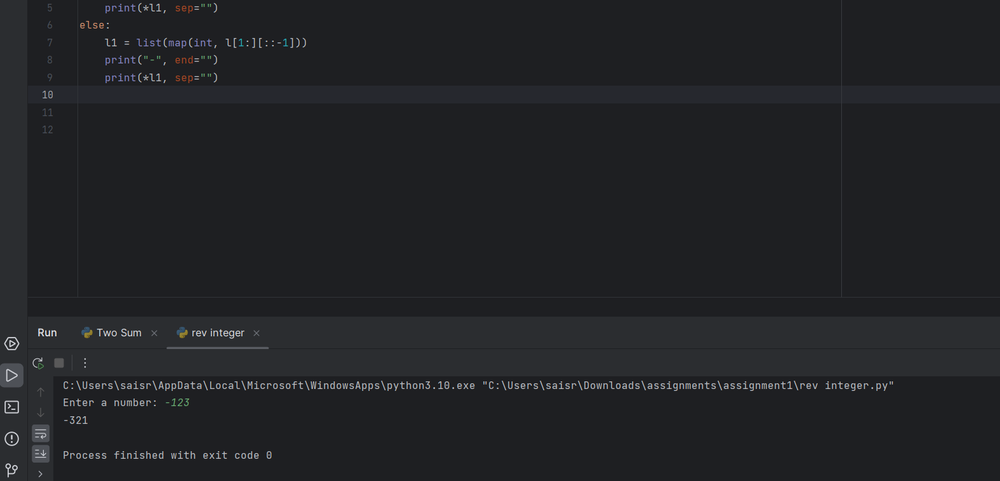 5    print(*l1, sep="")
6 else:
7    l1 = list(map(int, l[1:][::-1]))
8    print("-", end="")
9    print(*l1, sep="")
10
11
12
Run Two Sum rev integer
C:\Users\saisr\AppData\Local\Microsoft\WindowsApps\python3.10.exe "C:\Users\saisr\Downloads\assignments\assignment1\rev integer.py"
Enter a number: -123
-321
Process finished with exit code 0